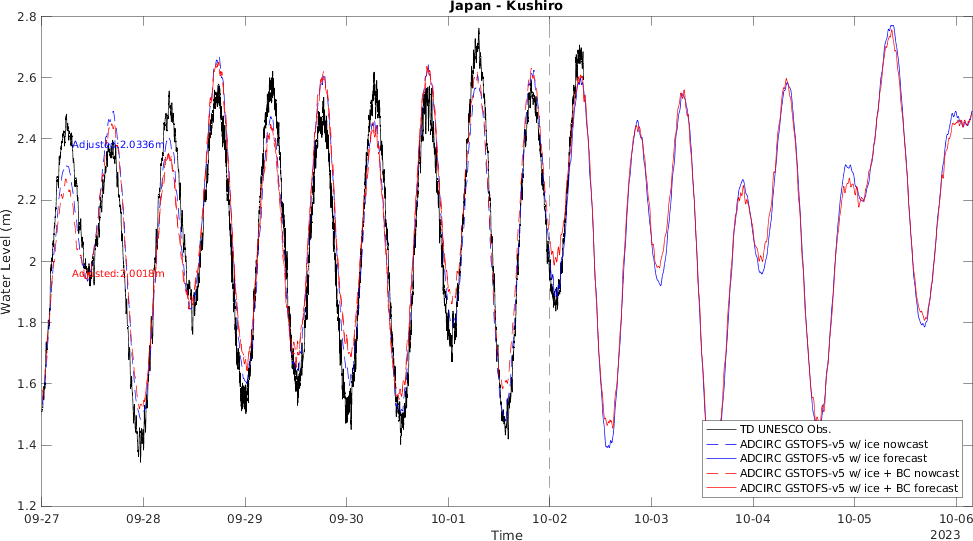 Japan - Kushiro
Water Level (m)
2.8
2.6
2.4
2.2
2
1.8
1.6
1.4
1.2
Adjusted:2.0336m
Adjusted:2.0018m
TD UNESCO Obs.
ADCIRC GSTOFS-v5 w/ ice nowcast
ADCIRC GSTOFS-v5 w/ ice forecast
ADCIRC GSTOFS-v5 w/ ice + BC nowcast
ADCIRC GSTOFS-v5 w/ ice + BC forecast
09-27 09-28 09-29 09-30 10-01 10-02 10-03 10-04 10-05 10-06
2023
Time